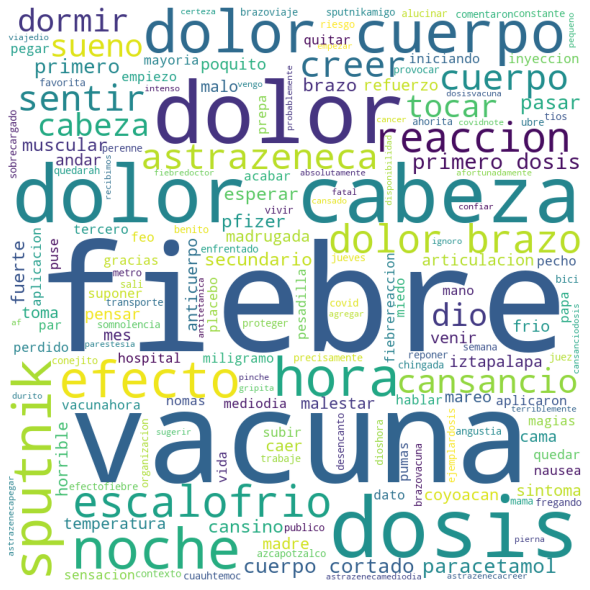 certeza brazoviaje sputnikamigo riesgo alucinar comentaron constante
dormir dolor cuerpo
viajedio pegar mayoria empezar quitar iniciando inyeccion pequeno
sueno creer
favorita empiezo poquito provocar
primero malo brazo refuerzo cuerpo
intenso vengo probablemente prepa cancer dosisvacuna
sentir dolor tocar pasar
sobrecargado cabeza ahorita covidnote ubre tios
muscular perenne astrazeneca reaccion
andar quedarah recibimos acabar disponibilidad primero dosis
fiebredoctor absolutamente afortunadamente
dolor cabeza
esperar vivir cansado fatal confiar
tercero pfizer dolor brazo
fuerte puse feo benito madrugada ignoro jueves articulacion pecho
aplicacion gracias metro enfrentado secundario mano bici
toma suponer sali anticuerpo placebo pesadilla covid agregar miedo papa
par transporte dio venir frio
af pensar somnolencia antitetanica proteger fiebrereaccion semana
perdido mes parestesia hospital miligramo precisamente iztapalapa reponer juez
fiebre
conejito chingada cansanciodosis
durito efecto pinche gripita hora hablar mareo aplicaron
sputnik vacunahora nomas mediodia malestar cansancio terriblemente
horrible sugerir subir desencanto angustia magias
organizacion trabaje caer dioshora pumas ejemplardosis cama
vacuna
escalofrio vida brazovacuna quedar nausea
efectofiebre dato coyoacan sintoma
temperatura cansino publico mama fregando
astrazenecapegar noche madre dosis
sensacion contexto azcapotzalco pierna
cuauhtemoc cuerpo cortado paracetamol
astrazenecamediodia astrazenecacreer